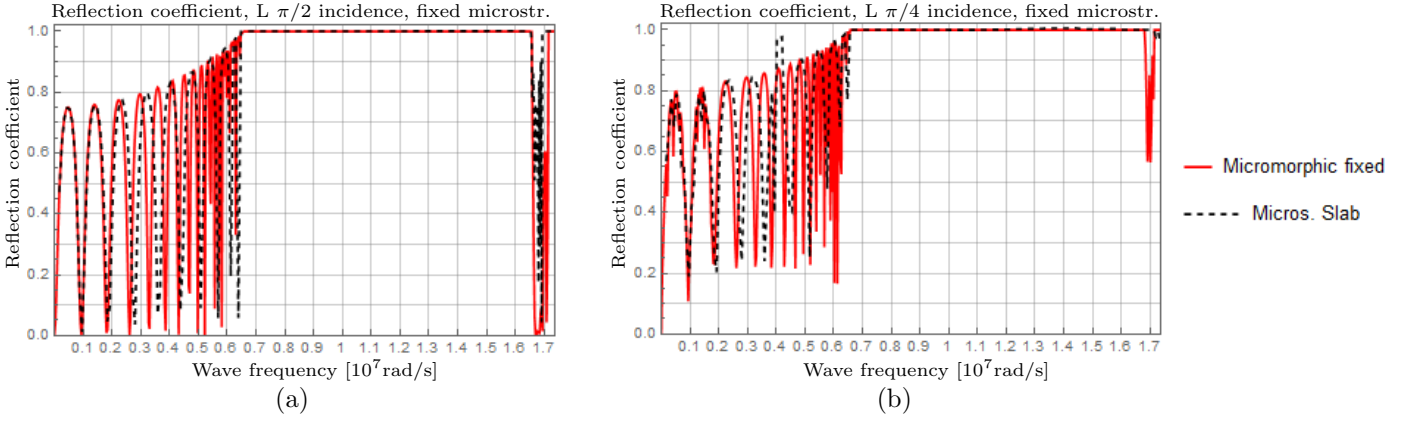 Reflection coefficient, L π/2 incidence, fixed microstr.
Reflection coefficient
1.0
0.8
0.6
0.4
0.2
0.0
0.1 0.2 0.3 0.4 0.5 0.6 0.7 0.8 0.9 1 1.1 1.2 1.3 1.4 1.5 1.6 1.7
Wave frequency [10⁷rad/s]
(a)
Reflection coefficient, L π/4 incidence, fixed microstr.
Reflection coefficient
1.0
0.8
0.6
0.4
0.2
0.0
0.1 0.2 0.3 0.4 0.5 0.6 0.7 0.8 0.9 1 1.1 1.2 1.3 1.4 1.5 1.6 1.7
Wave frequency [10⁷rad/s]
(b)
Micromorphic fixed
Micros. Slab